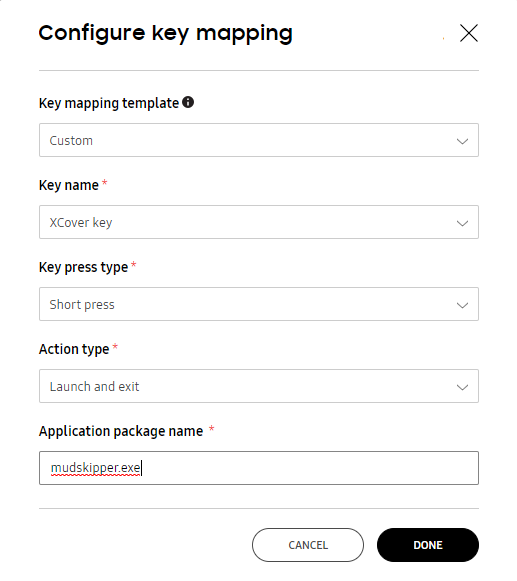 Configure key mapping
Key mapping template
Custom
Key name *
XCover key
Key press type *
Short press
Action type *
Launch and exit
Application package name *
mudskipper.exe
CANCEL
DONE